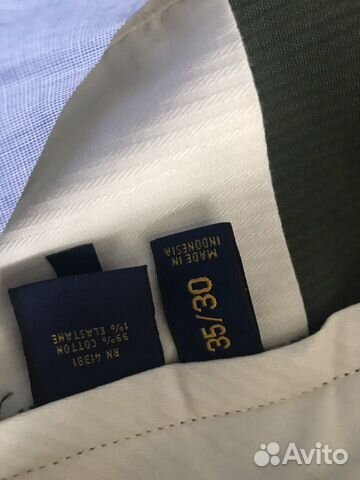 MADE IN
INDONESIA
35/30
99% COTTON
1% ELASTANE
RN 41381
Avito